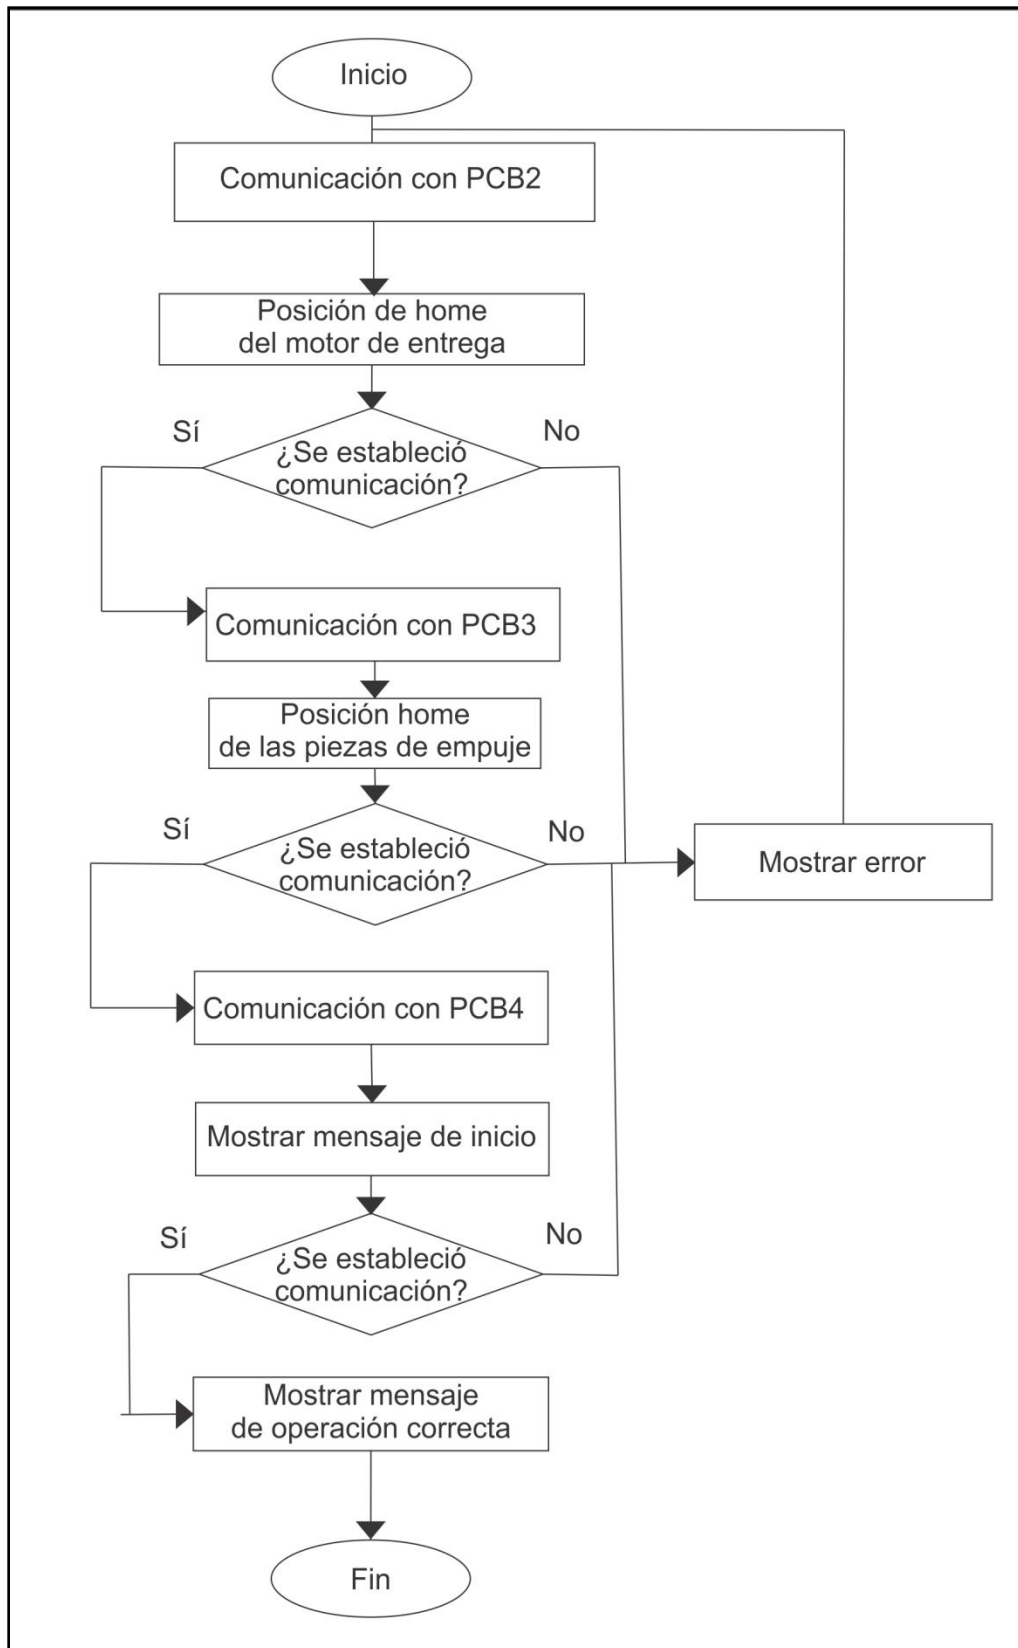 Inicio
Comunicación con PCB2
Posición de home
del motor de entrega
Sí
No
¿Se estableció
comunicación?
Comunicación con PCB3
Posición home
de las piezas de empuje
Sí
No
¿Se estableció
comunicación?
Mostrar error
Comunicación con PCB4
Mostrar mensaje de inicio
Sí
No
¿Se estableció
comunicación?
Mostrar mensaje
de operación correcta
Fin